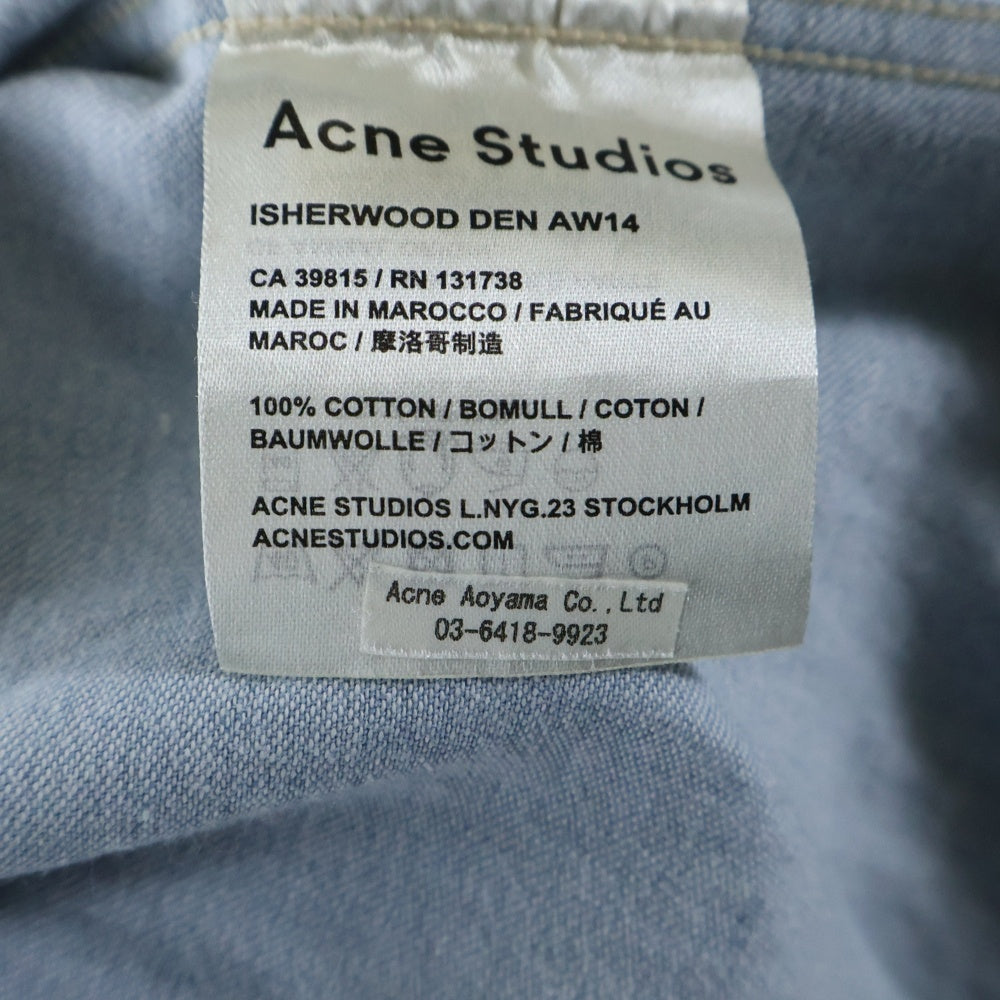 Acne Studios
ISHERWOOD DEN AW14
CA 39815 / RN 131738
MADE IN MAROCCO / FABRIQUÉ AU
MAROC / 摩洛哥制造
100% COTTON / BOMULL / COTON /
BAUMWOLLE / コットン / 棉
ACNE STUDIOS L.NYG.23 STOCKHOLM
ACNESTUDIOS.COM
Acne Aoyama Co.,Ltd
03-6418-9923